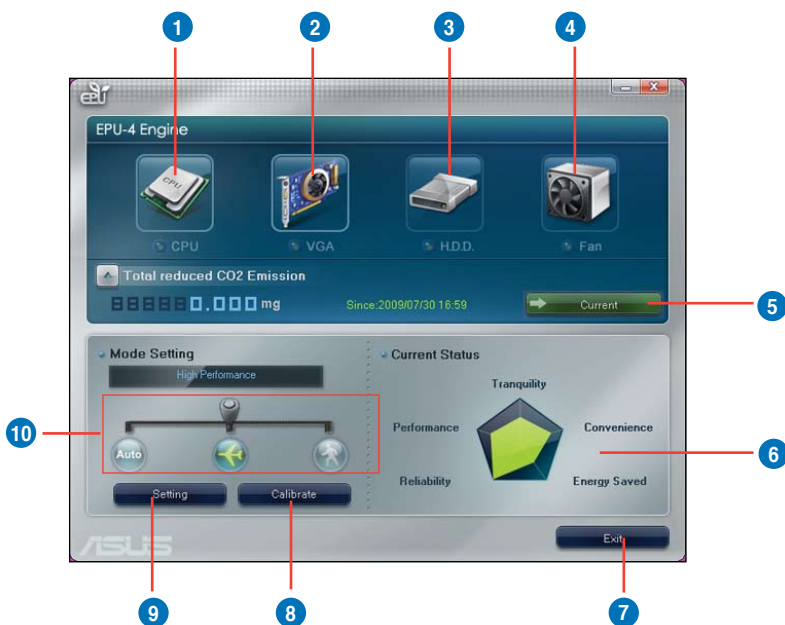 1 2 3 4
EPU
EPU-4 Engine
CPU
CPU VGA H.D.D. Fan
Total reduced CO2 Emission
0.000 mg Since:2009/07/30 16:59 Current 5
Mode Setting
High Performance
Auto
10
Setting Calibrate
Current Status
Tranquility
Performance Convenience
6
Reliability Energy Saved
ASUS Exit
9 8 7